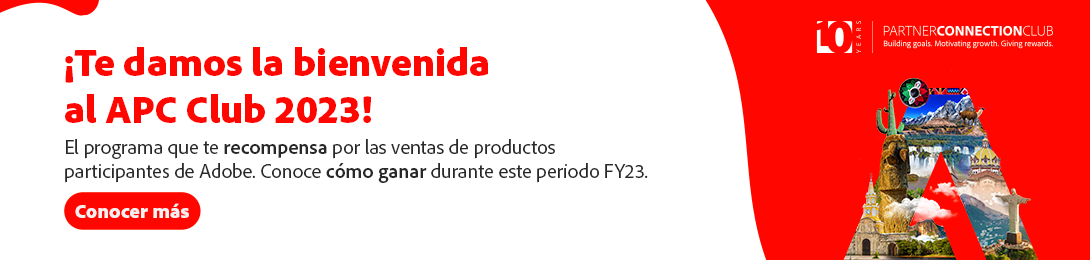 ¡Te damos la bienvenida
al APC Club 2023!
El programa que te recompensa por las ventas de productos
participantes de Adobe. Conoce cómo ganar durante este periodo FY23.
Conocer más
10 YEARS
PARTNERCONNECTIONCLUB
Building goals. Motivating growth. Giving rewards.